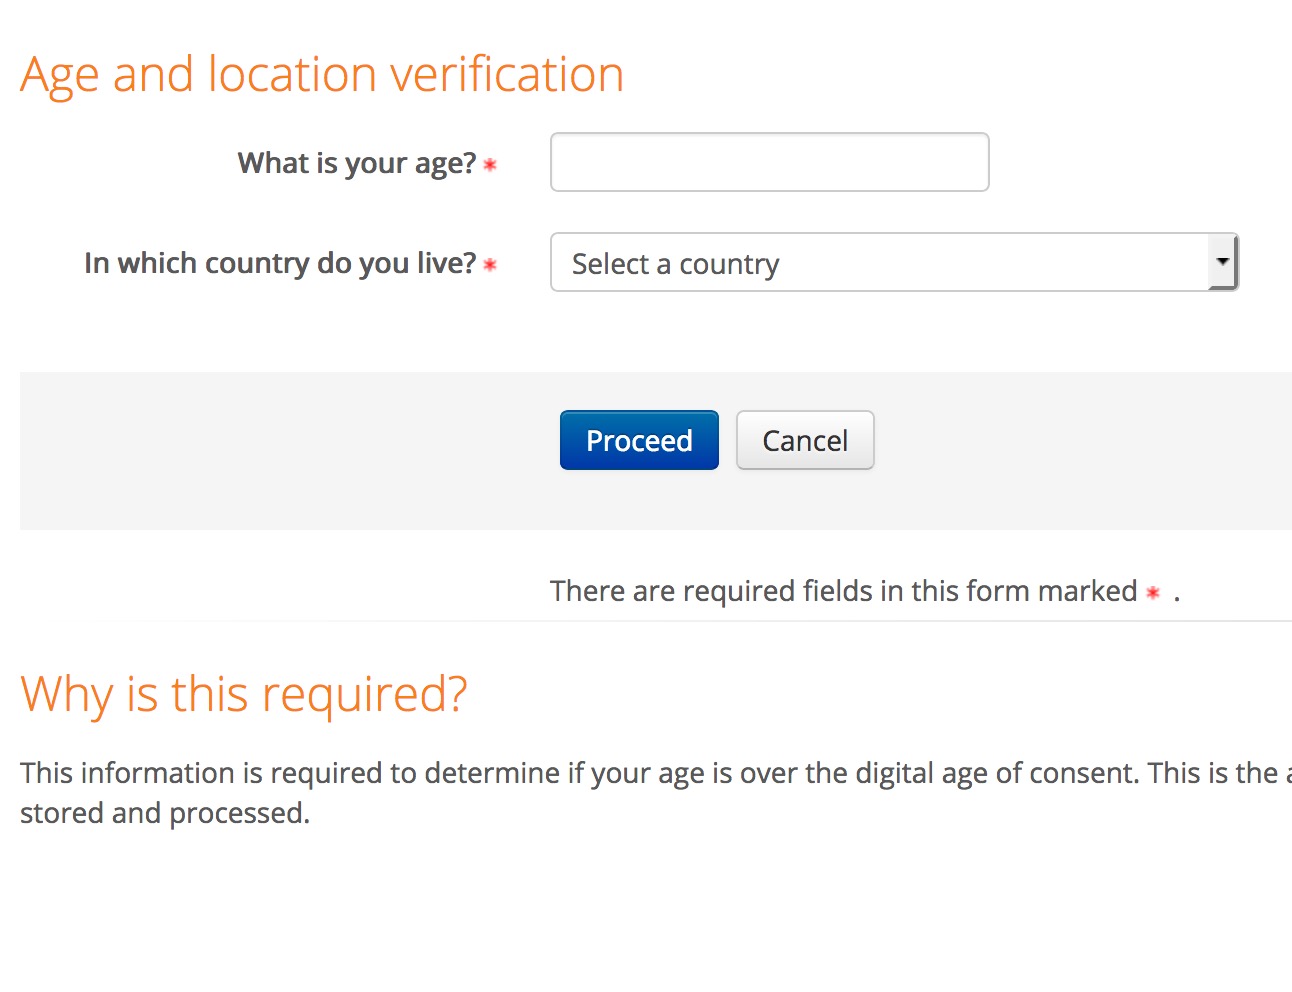 Age and location verification
What is your age? *
In which country do you live? *
Select a country
Proceed Cancel
There are required fields in this form marked * .
Why is this required?
This information is required to determine if your age is over the digital age of consent. This is the
stored and processed.